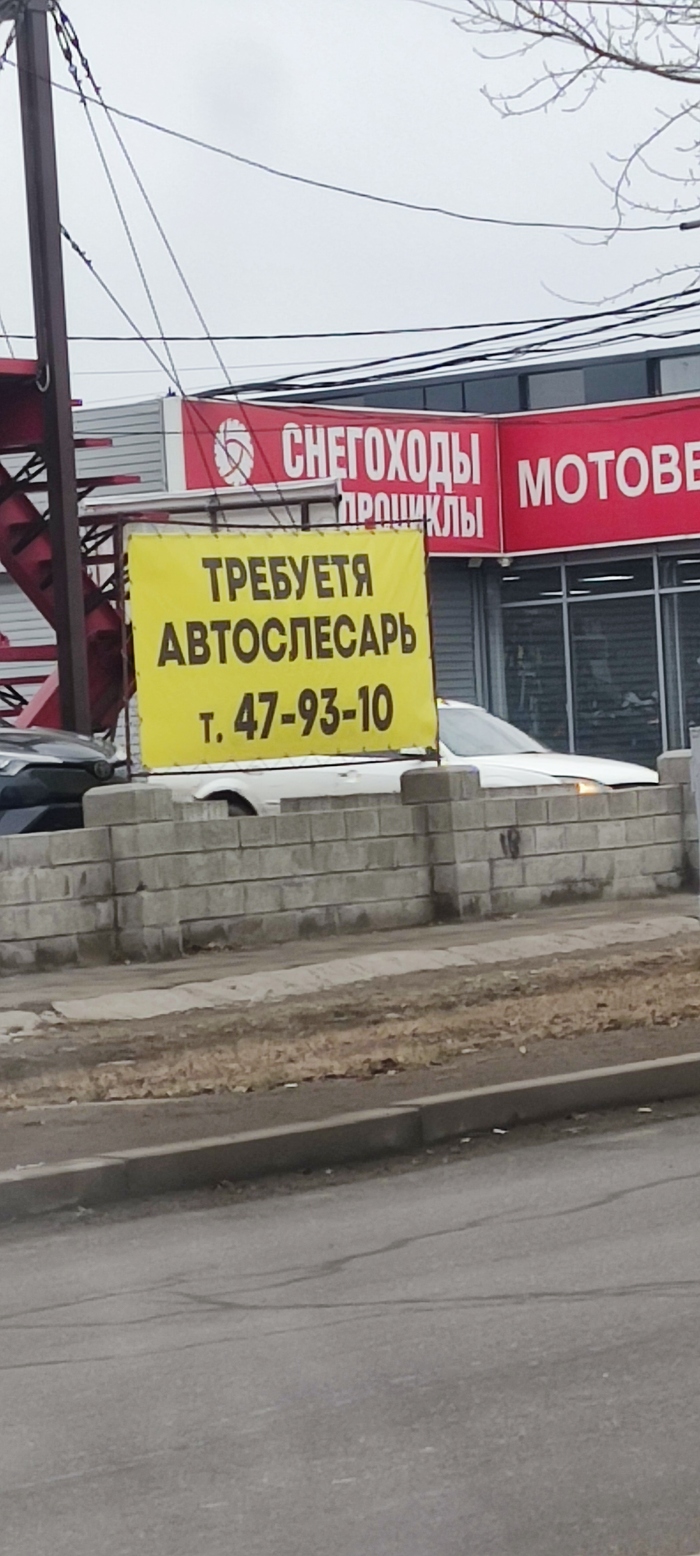 СНЕГОХОДЫ
МОТОВЕ
ТРЕБУЕТЯ
АВТОСЛЕСАРЬ
т. 47-93-10